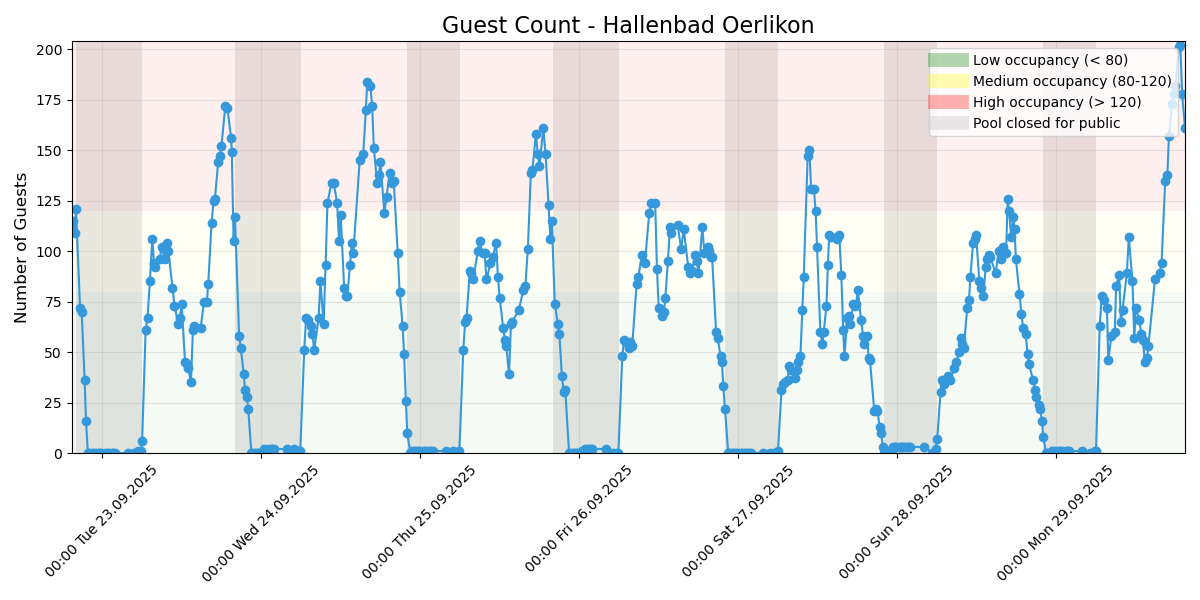 Guest Count - Hallenbad Oerlikon
Number of Guests
200
175
150
125
100
75
50
25
0
Low occupancy (< 80)
Medium occupancy (80-120)
High occupancy (> 120)
Pool closed for public
00:00 Tue 23.09.2025
00:00 Wed 24.09.2025
00:00 Thu 25.09.2025
00:00 Fri 26.09.2025
00:00 Sat 27.09.2025
00:00 Sun 28.09.2025
00:00 Mon 29.09.2025